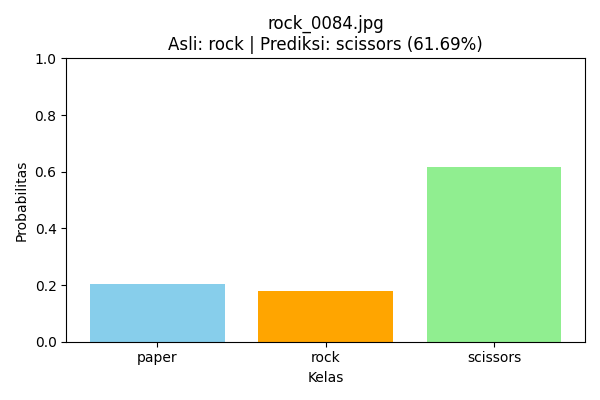 rock_0084.jpg
Asli: rock | Prediksi: scissors (61.69%)
1.0
0.8
0.6
0.4
0.2
0.0
Probabilitas
paper
rock
scissors
Kelas